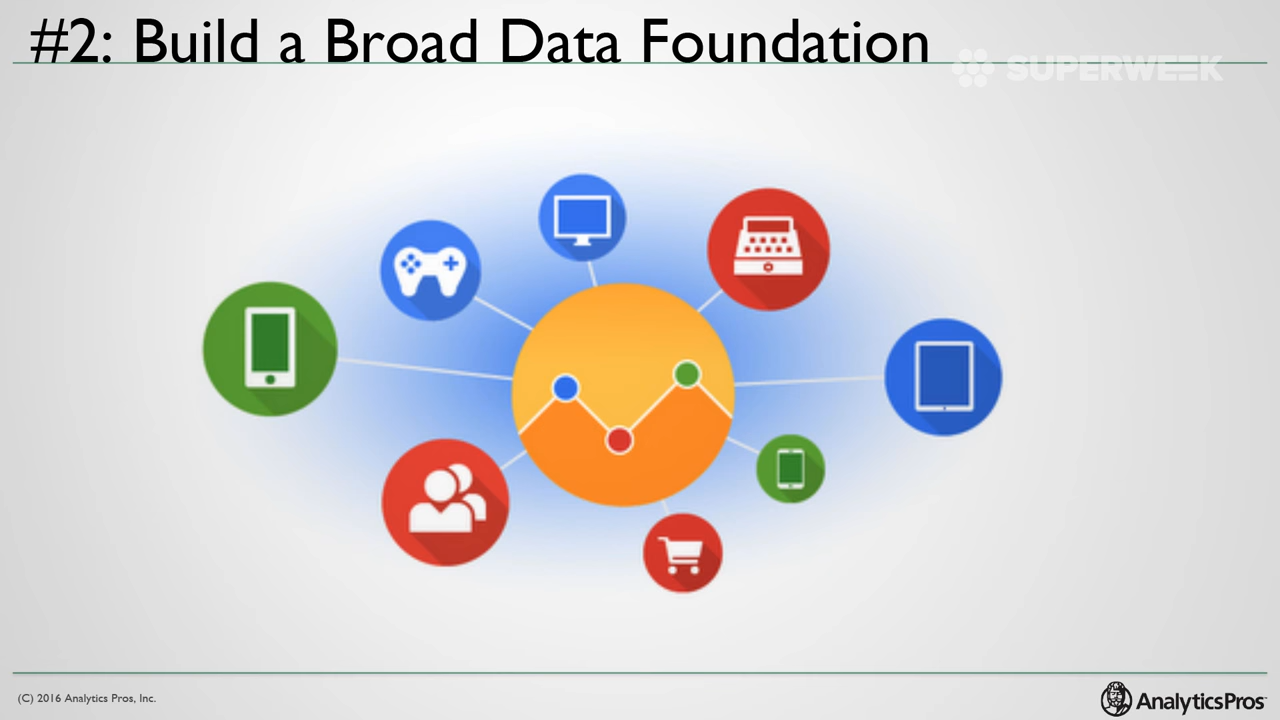 #2: Build a Broad Data Foundation
SUPERWEEK
(C) 2016 Analytics Pros, Inc.
AnalyticsPros